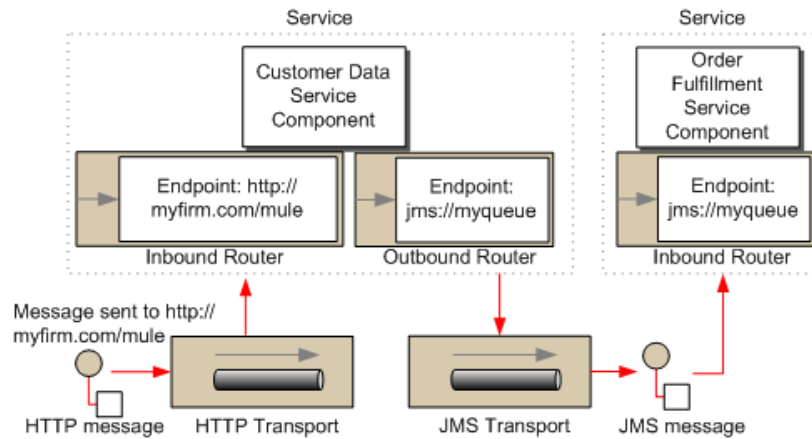 Service
Customer Data
Service
Component
Endpoint: http://
myfirm.com/mule
Inbound Router
Endpoint:
jms://myqueue
Outbound Router
Service
Order
Fulfillment
Service
Component
Endpoint:
jms://myqueue
Inbound Router
Message sent to http://
myfirm.com/mule
HTTP message
HTTP Transport
JMS Transport
JMS message